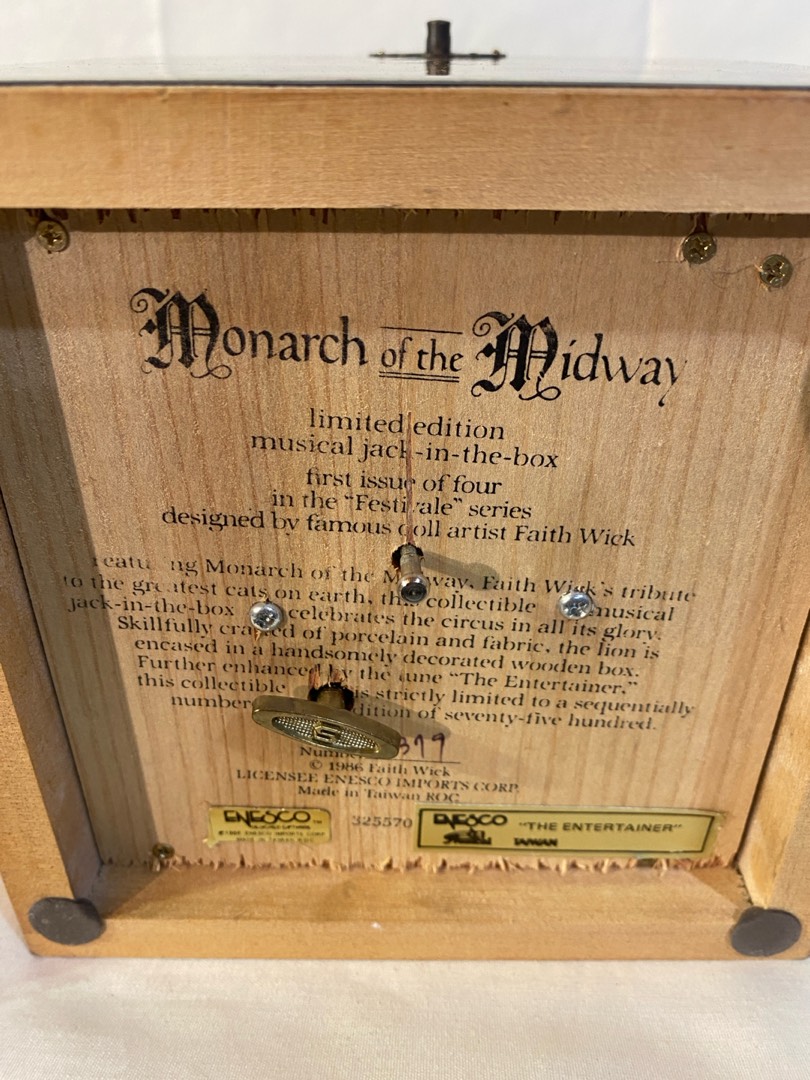 Monarch of the Midway
limited edition
musical jack-in-the-box
first issue of four
in the "Festivale" series
designed by famous doll artist Faith Wick
Featuring Monarch of the Midway, Faith Wick's tribute
to the greatest cats on earth, this collectible musical
jack-in-the-box celebrates the circus in all its glory.
Skillfully crafted of porcelain and fabric, the lion is
encased in a handsomely decorated wooden box.
Further enhanced by the tune "The Entertainer,"
this collectible is strictly limited to a sequentially
numbered edition of seventy-five hundred.
Number
© 1986 Faith Wick
LICENSEE ENESCO IMPORTS CORP.
Made in Taiwan ROC
ENESCO™ 325570 ENESCO "THE ENTERTAINER"
TAIWAN
S